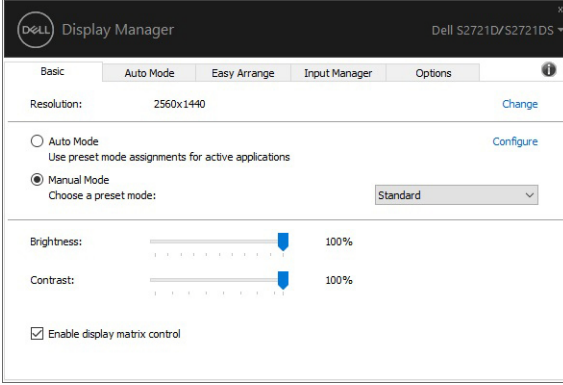 DELL Display Manager
Dell S2721D/S2721DS
Basic Auto Mode Easy Arrange Input Manager Options
Resolution: 2560x1440 Change
Auto Mode Configure
Use preset mode assignments for active applications
Manual Mode
Choose a preset mode: Standard
Brightness: 100%
Contrast: 100%
Enable display matrix control